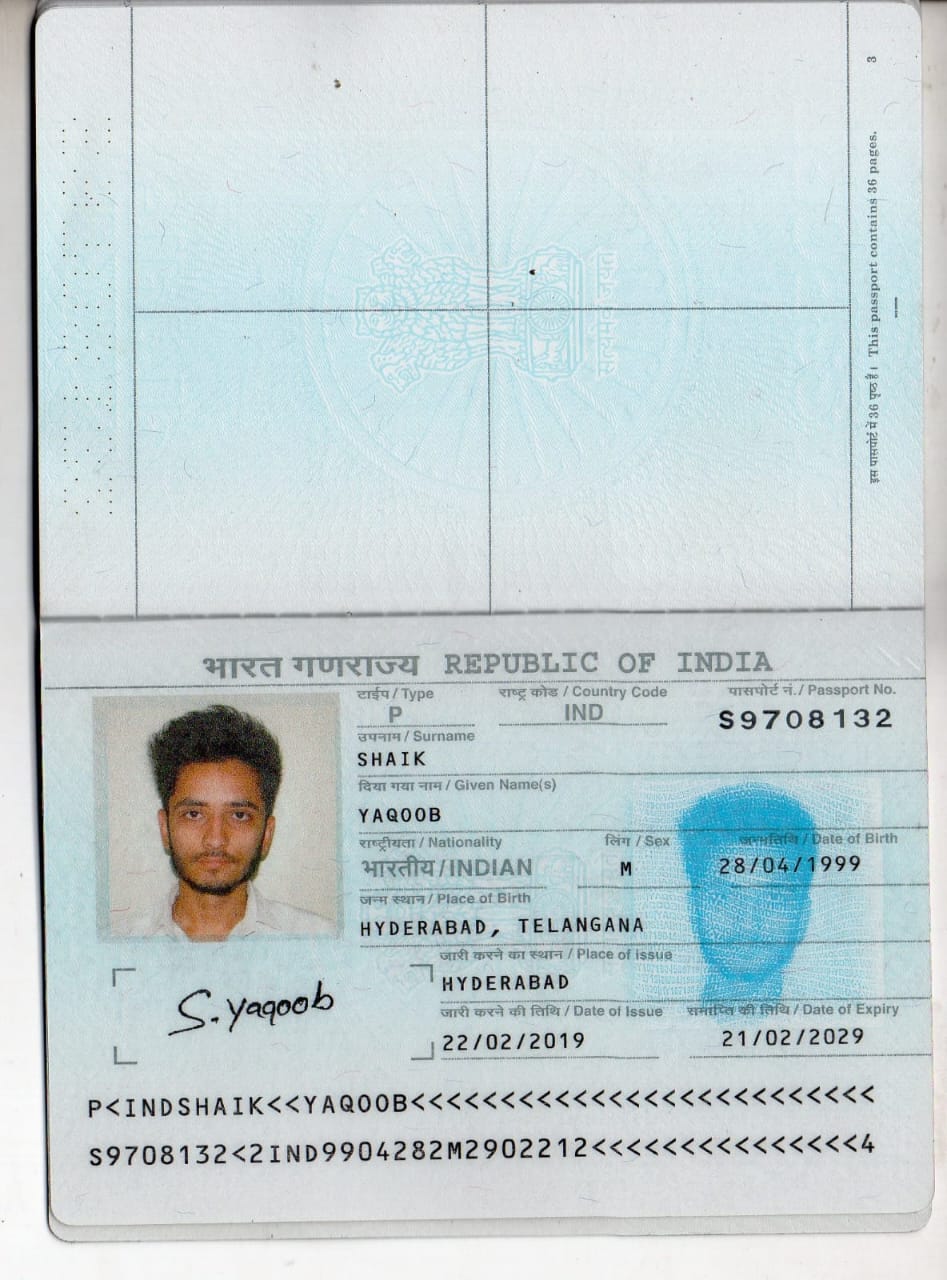 3
इस पासपोर्ट में 36 पृष्ठ है। This passport contains 36 pages.
भारत गणराज्य REPUBLIC OF INDIA
टाईप / Type राष्ट्र कोड / Country Code पासपोर्ट नं. / Passport No.
P IND S9708132
उपनाम / Surname
SHAIK
दिया गया नाम / Given Name(s)
YAQOOB
राष्ट्रीयता / Nationality लिंग / Sex जन्मतिथि / Date of Birth
भारतीय / INDIAN M 28/04/1999
जन्म स्थान / Place of Birth
HYDERABAD, TELANGANA
जारी करने का स्थान / Place of Issue
HYDERABAD
S. Yaqoob
जारी करने की तिथि / Date of Issue समाप्ति की तिथि / Date of Expiry
22/02/2019 21/02/2029
P<INDSHAIK<<YAQOOB<<<<<<<<<<<<<<<<<<<<<<<<<<
S9708132<2IND9904282M2902212<<<<<<<<<<<<<<<4